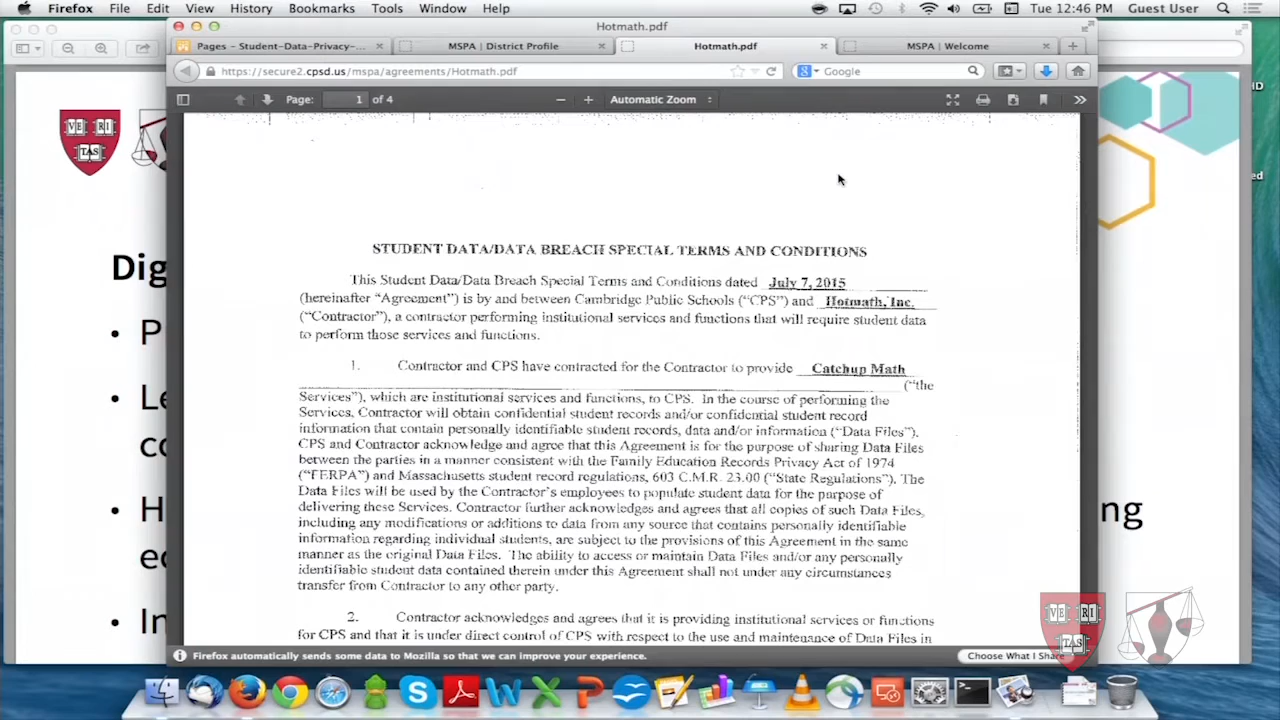 Firefox File Edit View History Bookmarks Tools Window Help Tue 12:46 PM Guest User
Hotmath.pdf
Pages - Student-Data-Privacy-... MSPA | District Profile Hotmath.pdf MSPA | Welcome
https://secure2.cpsd.us/mspa/agreements/Hotmath.pdf Google
Page: 1 of 4 Automatic Zoom
STUDENT DATA/DATA BREACH SPECIAL TERMS AND CONDITIONS
This Student Data/Data Breach Special Terms and Conditions dated July 7, 2015
(hereinafter “Agreement”) is by and between Cambridge Public Schools (“CPS”) and Hotmath, Inc.
(“Contractor”), a contractor performing institutional services and functions that will require student data
to perform those services and functions.
1. Contractor and CPS have contracted for the Contractor to provide Catchup Math
(“the
Services”), which are institutional services and functions, to CPS. In the course of performing the
Services, Contractor will obtain confidential student records and/or confidential student record
information that contain personally identifiable student records, data and/or information (“Data Files”).
CPS and Contractor acknowledge and agree that this Agreement is for the purpose of sharing Data Files
between the parties in a manner consistent with the Family Education Records Privacy Act of 1974
(“FERPA”) and Massachusetts student record regulations, 603 C.M.R. 23.00 (“State Regulations”). The
Data Files will be used by the Contractor's employees to populate student data for the purpose of
delivering these Services. Contractor further acknowledges and agrees that all copies of such Data Files,
including any modifications or additions to data from any source that contains personally identifiable
information regarding individual students, are subject to the provisions of this Agreement in the same
manner as the original Data Files. The ability to access or maintain Data Files and/or any personally
identifiable student data contained therein under this Agreement shall not under any circumstances
transfer from Contractor to any other party.
2. Contractor acknowledges and agrees that it is providing institutional services or functions
for CPS and that it is under direct control of CPS with respect to the use and maintenance of Data Files in
Firefox automatically sends some data to Mozilla so that we can improve your experience. Choose What I Share
VE RI
TAS
Dig
• P
• Le
co
• H ng
ed
• In
HD
ed
VE RI
TAS